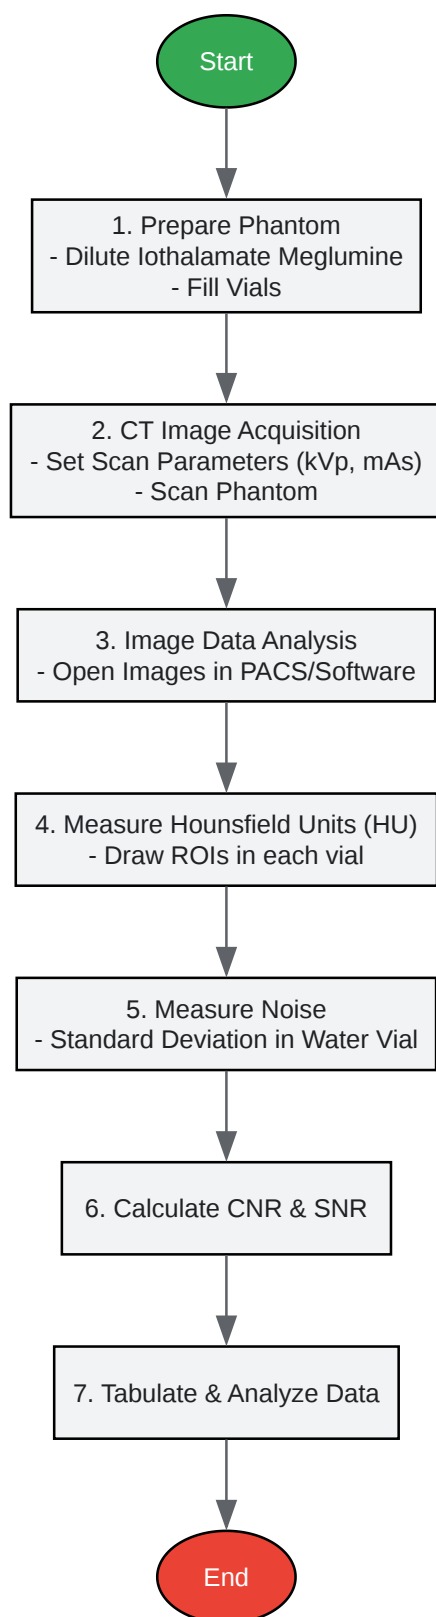 Start
1. Prepare Phantom
- Dilute Iothalamate Meglumine
- Fill Vials
2. CT Image Acquisition
- Set Scan Parameters (kVp, mAs)
- Scan Phantom
3. Image Data Analysis
- Open Images in PACS/Software
4. Measure Hounsfield Units (HU)
- Draw ROIs in each vial
5. Measure Noise
- Standard Deviation in Water Vial
6. Calculate CNR & SNR
7. Tabulate & Analyze Data
End